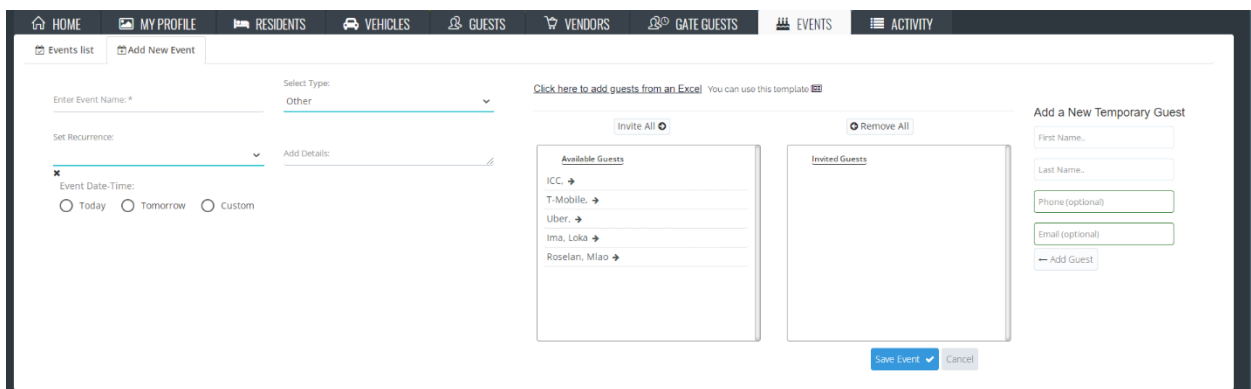 HOME MY PROFILE RESIDENTS VEHICLES GUESTS VENDORS GATE GUESTS EVENTS ACTIVITY
Events list Add New Event
Enter Event Name: *
Select Type:
Other
Set Recurrence:
Add Details:
Event Date-Time:
Today Tomorrow Custom
Click here to add guests from an Excel You can use this template
Invite All Remove All
Available Guests
ICC,
T-Mobile,
Uber,
Ima, Loka
Roselan, Mlao
Invited Guests
Save Event Cancel
Add a New Temporary Guest
First Name..
Last Name..
Phone (optional)
Email (optional)
Add Guest